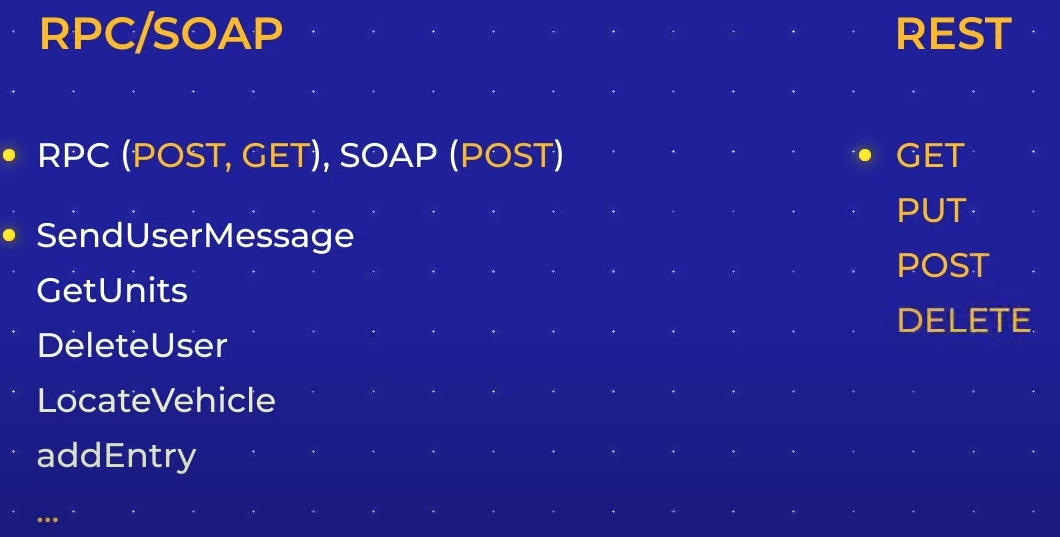 RPC/SOAP
RPC (POST, GET), SOAP (POST)
SendUserMessage
GetUnits
DeleteUser
LocateVehicle
addEntry
...
REST
GET
PUT
POST
DELETE